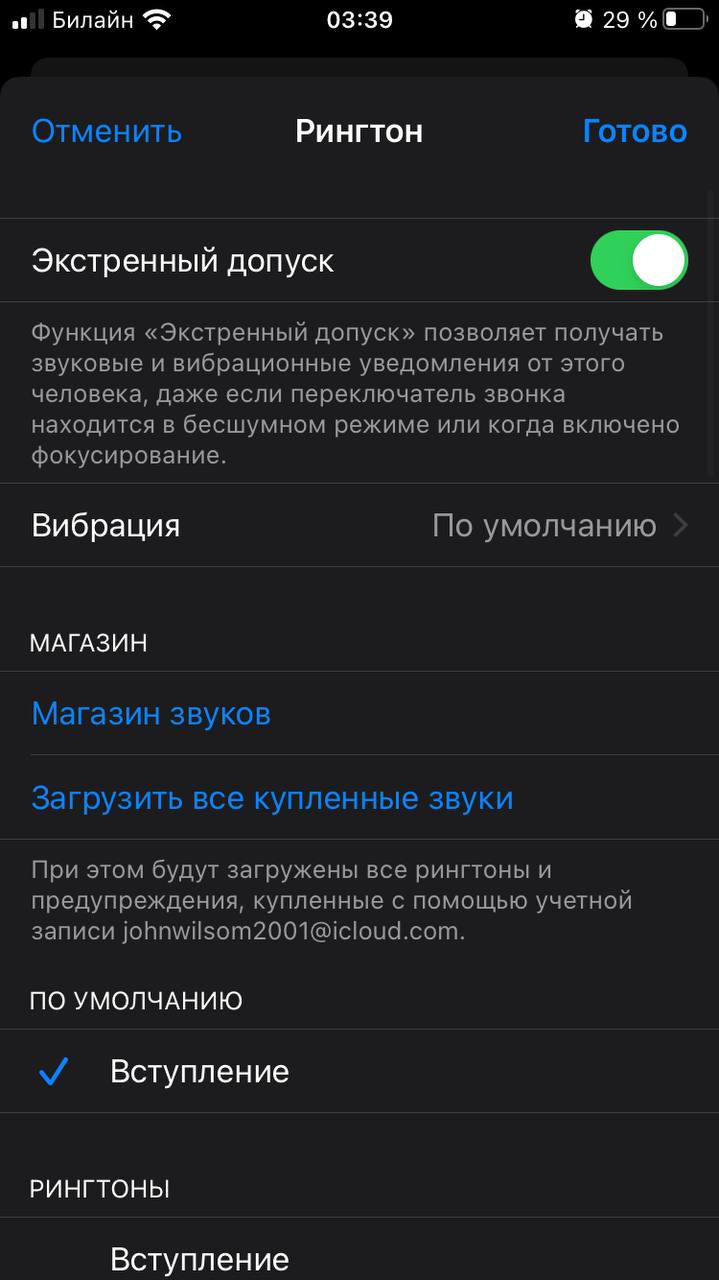 Билайн 03:39 29 %
Отменить Рингтон Готово
Экстренный допуск
Функция «Экстренный допуск» позволяет получать
звуковые и вибрационные уведомления от этого
человека, даже если переключатель звонка
находится в бесшумном режиме или когда включено
фокусирование.
Вибрация По умолчанию
МАГАЗИН
Магазин звуков
Загрузить все купленные звуки
При этом будут загружены все рингтоны и
предупреждения, купленные с помощью учетной
записи johnwilsom2001@icloud.com.
ПО УМОЛЧАНИЮ
Вступление
РИНГТОНЫ
Вступление